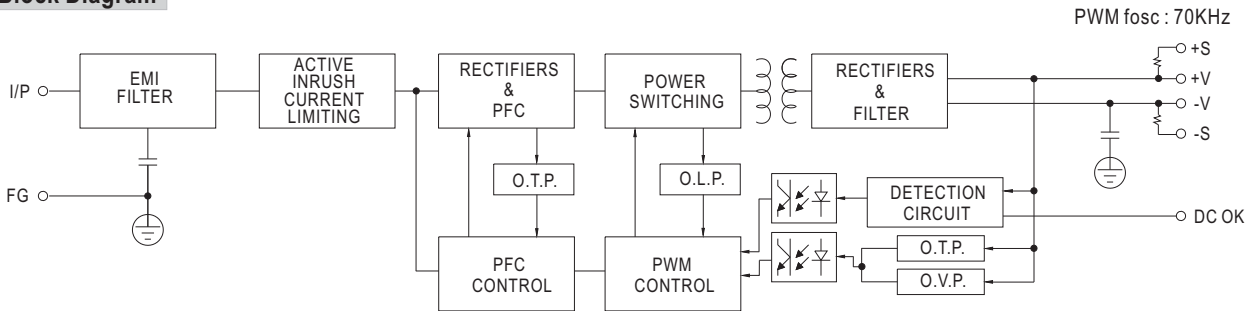 Block Diagram
PWM fosc : 70KHz
I/P
EMI
FILTER
ACTIVE
INRUSH
CURRENT
LIMITING
RECTIFIERS
&
PFC
POWER
SWITCHING
RECTIFIERS
&
FILTER
+S
+V
-V
-S
FG
O.T.P.
O.L.P.
DETECTION
CIRCUIT
DC OK
PFC
CONTROL
PWM
CONTROL
O.T.P.
O.V.P.